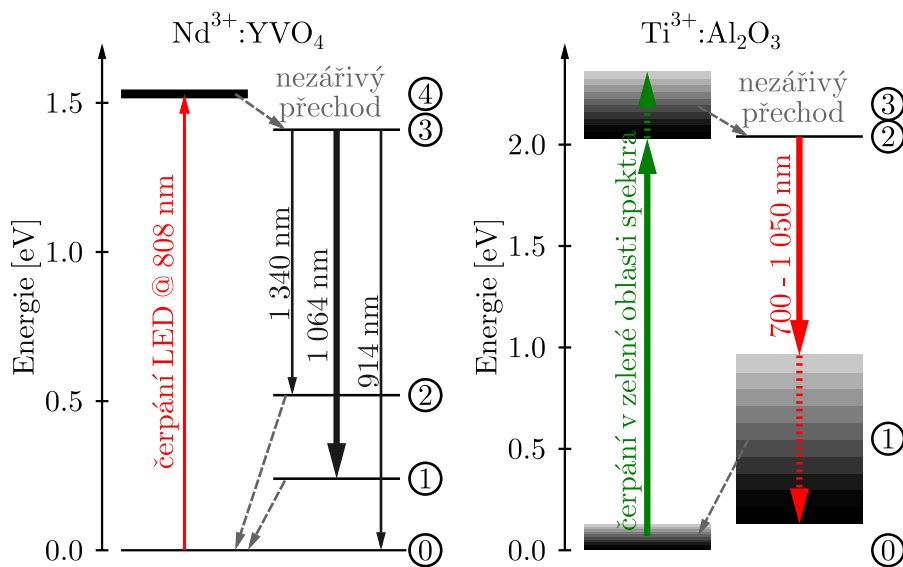 Nd³⁺:YVO₄
Energie [eV]
1.5
1.0
0.5
0.0
čerpání LED @ 808 nm
nezářivý
přechod
1 340 nm
1 064 nm
914 nm
④
③
②
①
⓪
Ti³⁺:Al₂O₃
Energie [eV]
2.0
1.5
1.0
0.5
0.0
čerpání v zelené oblasti spektra
nezářivý
přechod
700 - 1 050 nm
③
②
①
⓪